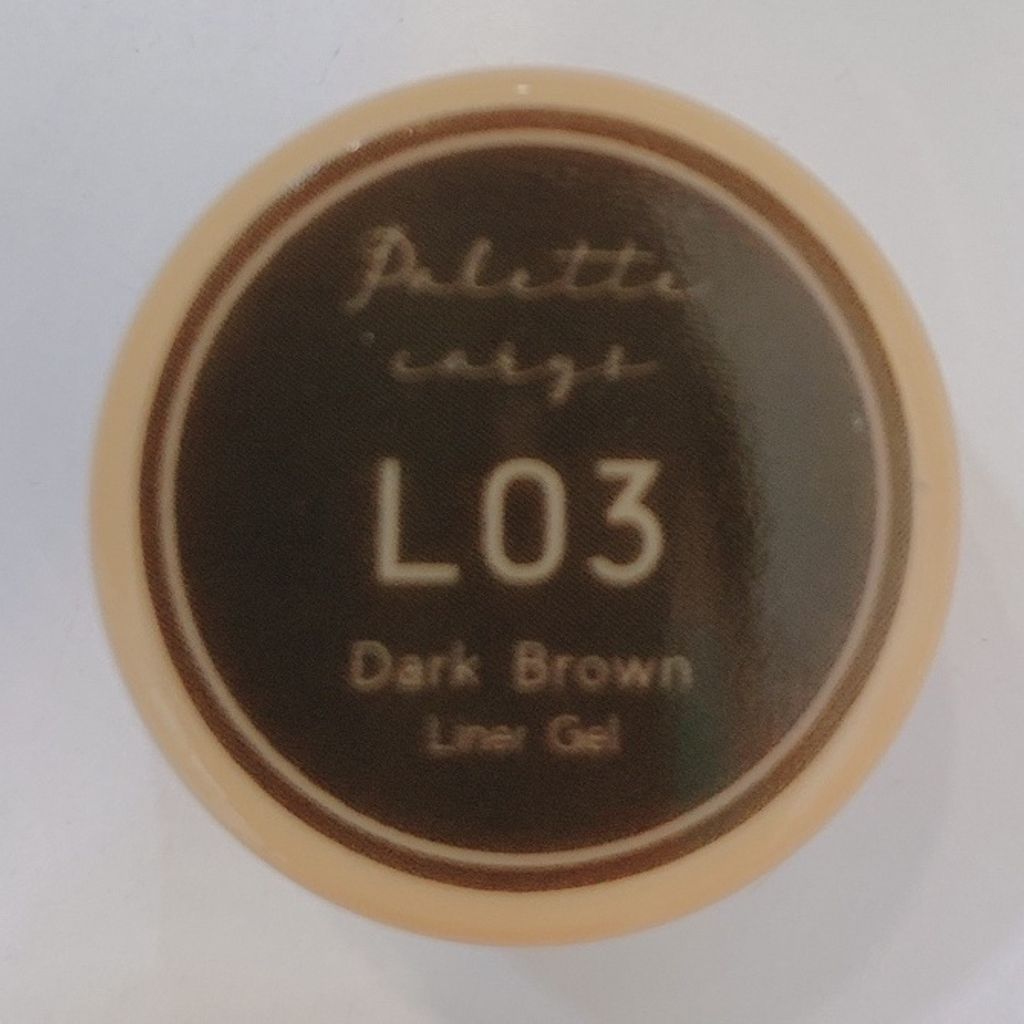 Palette
L03
Dark Brown
Liner Gel